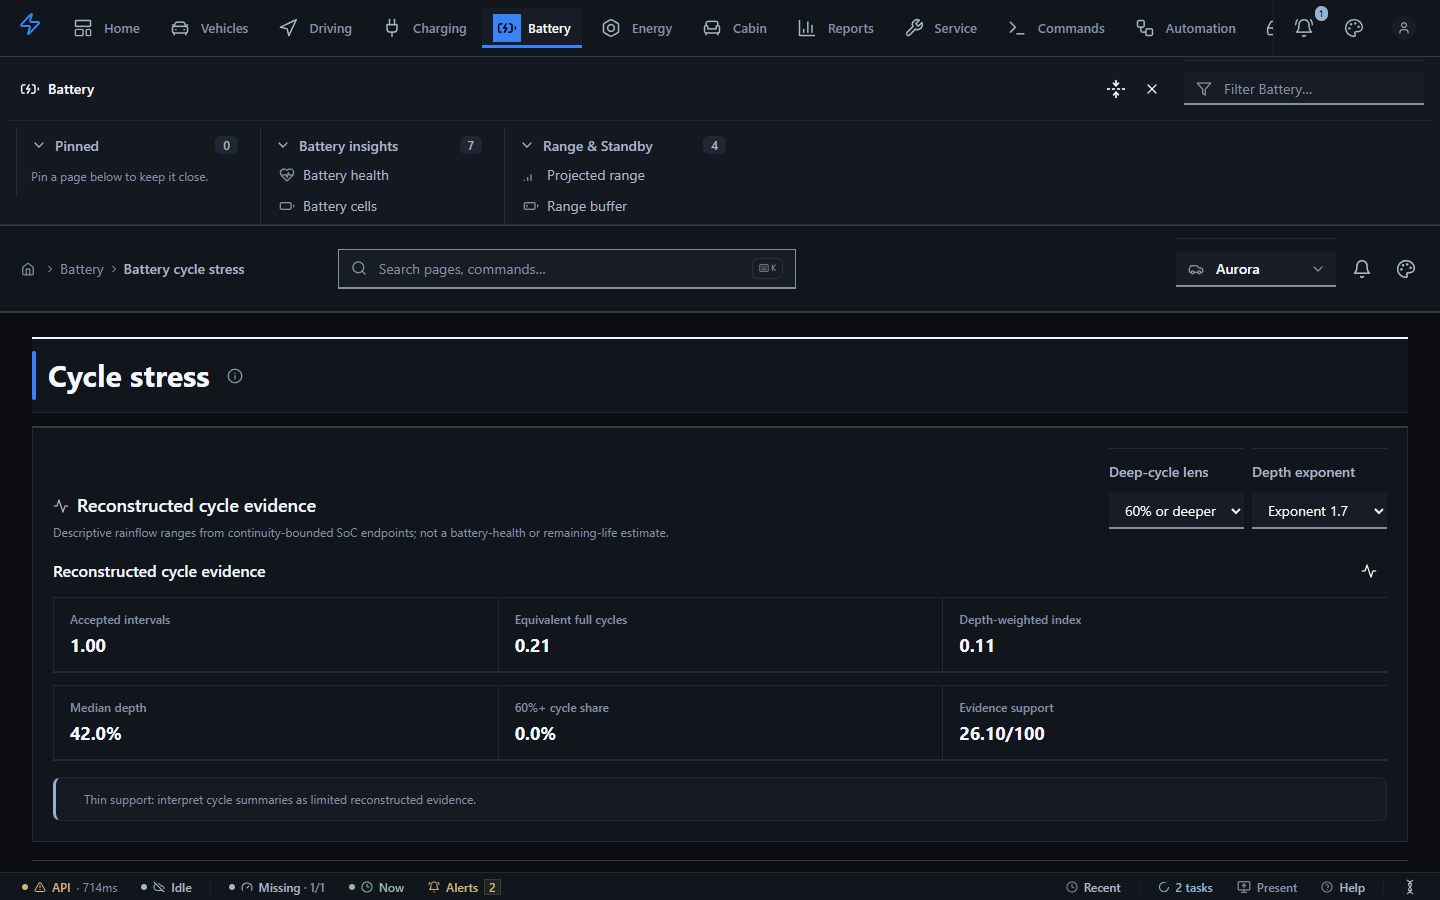 Home
Vehicles
Driving
Charging
Battery
Energy
Cabin
Reports
Service
Commands
Automation
1
Battery
Filter Battery...
Pinned
0
Pin a page below to keep it close.
Battery insights
7
Battery health
Battery cells
Range & Standby
4
Projected range
Range buffer
Battery
Battery cycle stress
Search pages, commands...
K
Aurora
Cycle stress
Deep-cycle lens
60% or deeper
Depth exponent
Exponent 1.7
Reconstructed cycle evidence
Descriptive rainflow ranges from continuity-bounded SoC endpoints; not a battery-health or remaining-life estimate.
Reconstructed cycle evidence
Accepted intervals
1.00
Equivalent full cycles
0.21
Depth-weighted index
0.11
Median depth
42.0%
60%+ cycle share
0.0%
Evidence support
26.10/100
Thin support: interpret cycle summaries as limited reconstructed evidence.
API · 714ms
Idle
Missing · 1/1
Now
Alerts 2
Recent
2 tasks
Present
Help